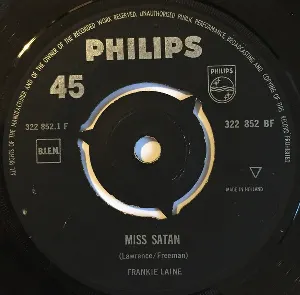 ALL RIGHTS OF THE MANUFACTURER AND OF THE OWNER OF THE RECORDED WORK RESERVED. UNAUTHORISED PUBLIC PERFORMANCE, BROADCASTING AND COPYING OF THIS RECORD PROHIBITED
PHILIPS
45
PHILIPS
322 852.1 F
322 852 BF
B.I.E.M.
MADE IN HOLLAND
MISS SATAN
(Lawrence/Freeman)
FRANKIE LAINE